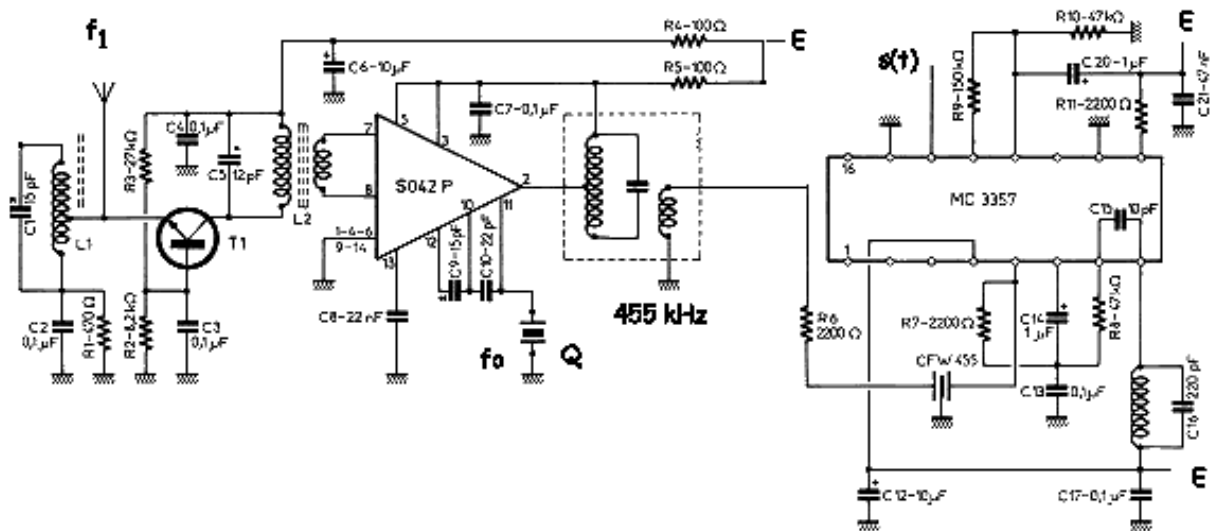 f1
R4-100Ω
E
R5-100Ω
C6-10µF
C7-0,1µF
s(t)
R10-47kΩ
E
C20-1µF
R9-150kΩ
R11-2200Ω
C21-47nF
C1 15pF
L1
R3-27kΩ
C4 0,1µF
C5 12pF
L2
T1
7
5
3
8
S042P
2
1-4-6
9-14
10
11
12
13
C9-15pF
C10-22pF
C2
0,1µF
R1-470Ω
R2-8,2kΩ
C3
0,1µF
C8-22nF
fo
Q
455 kHz
16
MC 3357
1
C15
10pF
R6
2200Ω
R7-2200Ω
C14
1µF
R8-47kΩ
CFW455
C13
0,1µF
C16
220pF
E
C12-10µF
C17-0,1µF